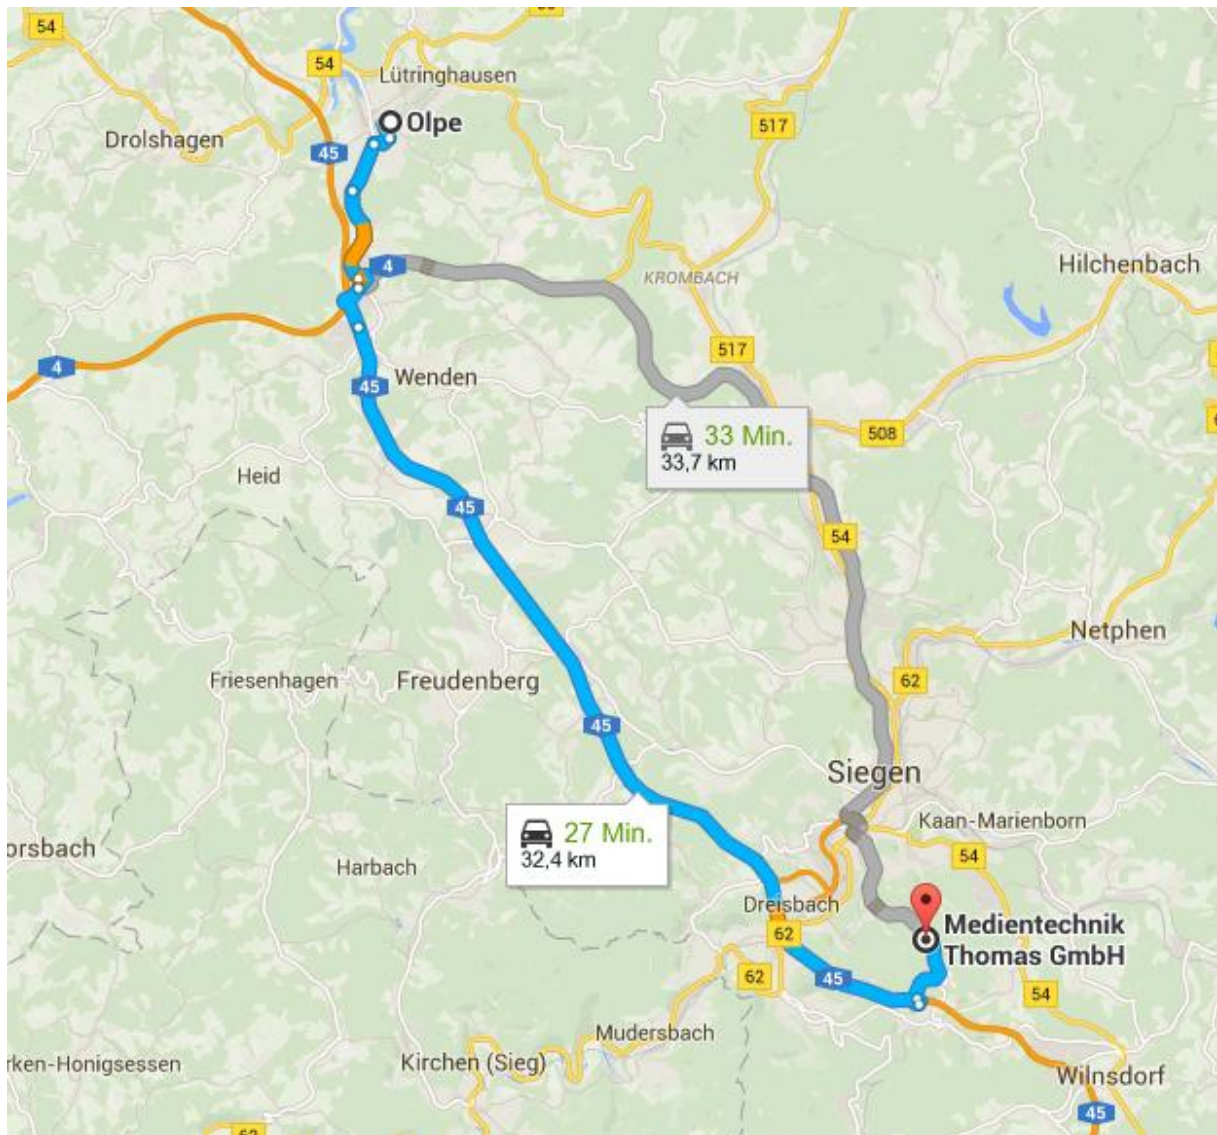 54
54
Lütringhausen
Olpe
Drolshagen
45
517
4
KROMBACH
Hilchenbach
4
517
45
Wenden
33 Min.
33,7 km
508
Heid
45
54
Netphen
Friesenhagen
Freudenberg
62
45
Siegen
27 Min.
32,4 km
Kaan-Marienborn
orsbach
Harbach
54
Dreisbach
Medientechnik
Thomas GmbH
62
62
45
54
Mudersbach
rken-Honigsessen
Kirchen (Sieg)
Wilnsdorf
45
62